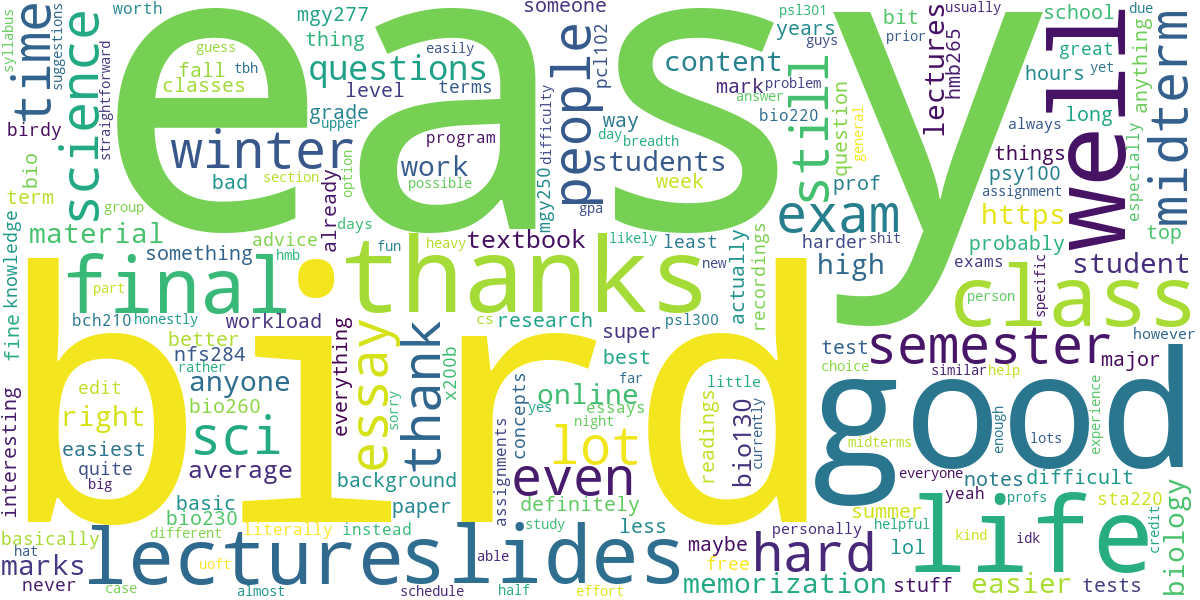 easy
bird
good
well
thanks
life
class
final
lecture
slides
semester
exam
hard
lot
winter
people
time
science
midterm
still
sci
even
thank
essay
questions
students
content
online
work
memorization
easier
marks
average
anyone
right
high
student
textbook
material
https
lectures
stuff
biology
mgy277
worth
syllabus
suggestions
thing
someone
pcl102
psl301
years
guys
bit
prior
usually
hmb265
school
due
great
yet
anything
hours
long
always
especially
top
things
psy100
assignment
probably
exams
person
specific
however
major
similar
help
guess
easily
tbh
fall
classes
level
terms
grade
upper
program
birdy
straightforward
bio
term
bad
section
option
possible
group
days
already
mgy250
difficulty
way
day
breadth
week
gpa
mark
problem
answer
bio220
question
general
prof
harder
shit
something
advice
hmb
fun
heavy
likely
least
new
actually
recordings
fine
knowledge
part
bch210
honestly
workload
cs
research
psl300
super
best
far
better
nfs284
rather
everything
sorry
x200b
edit
bio260
easiest
quite
big
interesting
background
yes
essays
night
concepts
assignments
little
readings
bio130
currently
test
choice
midterms
enough
lots
experience
everyone
notes
difficult
yeah
profs
sta220
summer
helpful
lol
kind
idk
credit
tests
basic
bio230
different
literally
instead
paper
definitely
study
less
personally
maybe
free
basically
hat
never
case
uoft
almost
schedule
able
half
effort